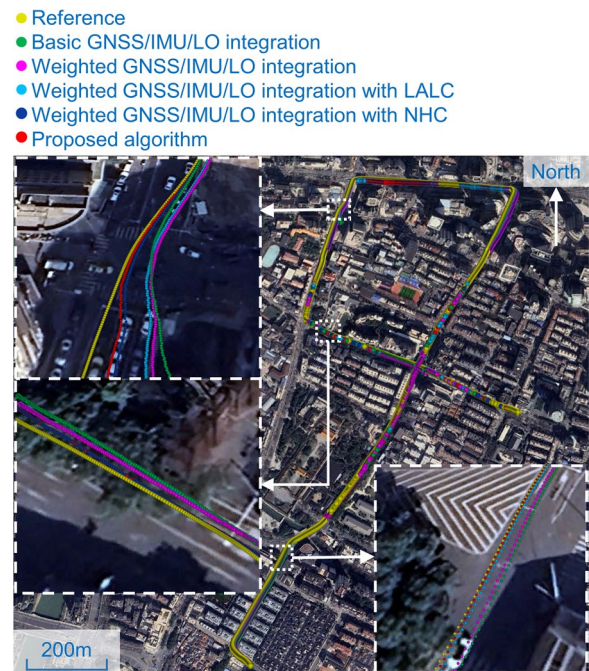 Reference
Basic GNSS/IMU/LO integration
Weighted GNSS/IMU/LO integration
Weighted GNSS/IMU/LO integration with LALC
Weighted GNSS/IMU/LO integration with NHC
Proposed algorithm
North
200m